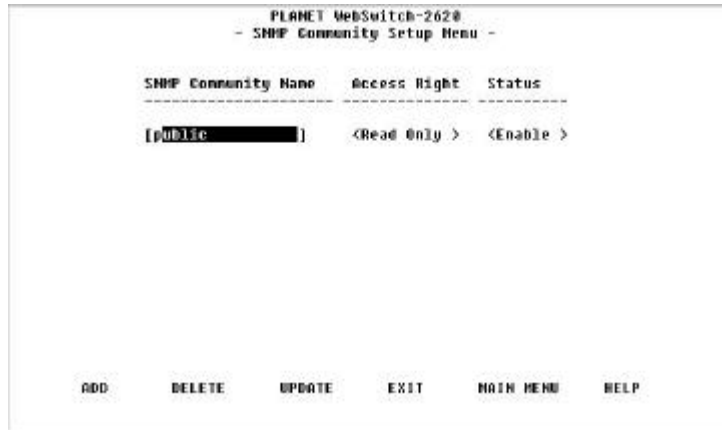 PLANET WebSwitch-2620
- SNMP Community Setup Menu -
SNMP Community Name Access Right Status
-------------------- -------------- ----------
[public ] <Read Only > <Enable >
ADD DELETE UPDATE EXIT MAIN MENU HELP